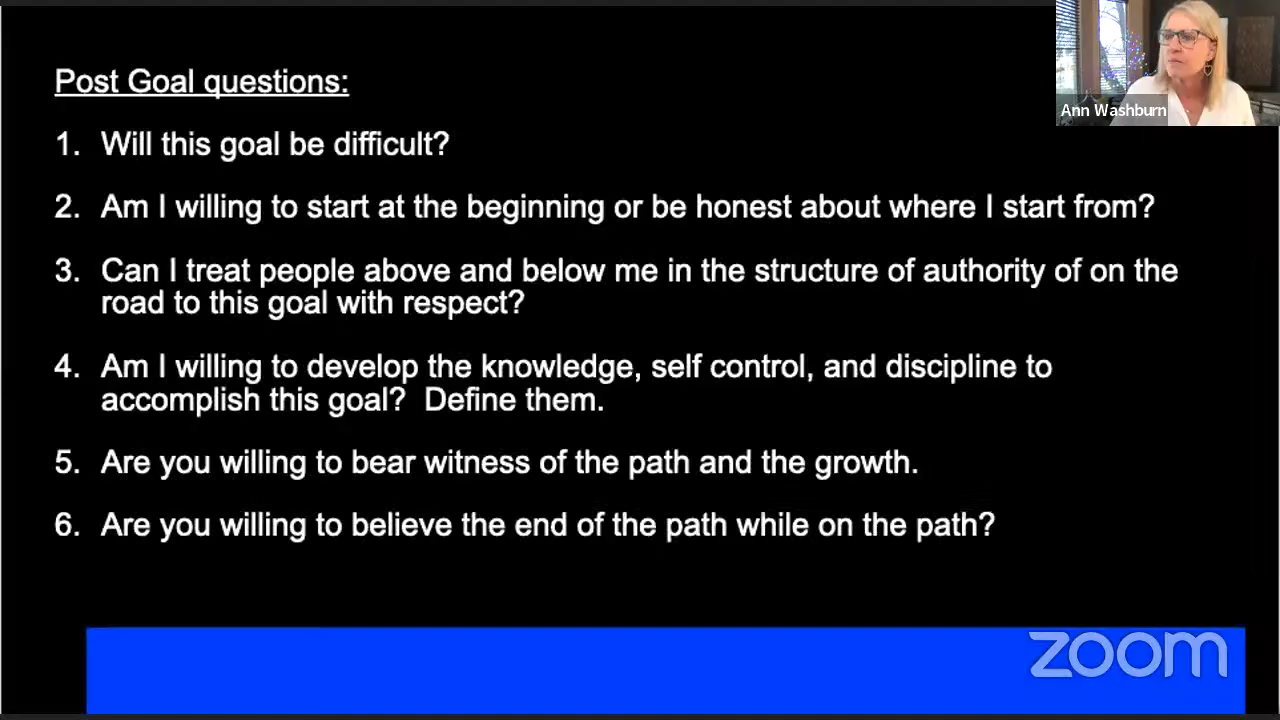 Post Goal questions:
1. Will this goal be difficult?
2. Am I willing to start at the beginning or be honest about where I start from?
3. Can I treat people above and below me in the structure of authority of on the
road to this goal with respect?
4. Am I willing to develop the knowledge, self control, and discipline to
accomplish this goal?  Define them.
5. Are you willing to bear witness of the path and the growth.
6. Are you willing to believe the end of the path while on the path?
Ann Washburn
zoom